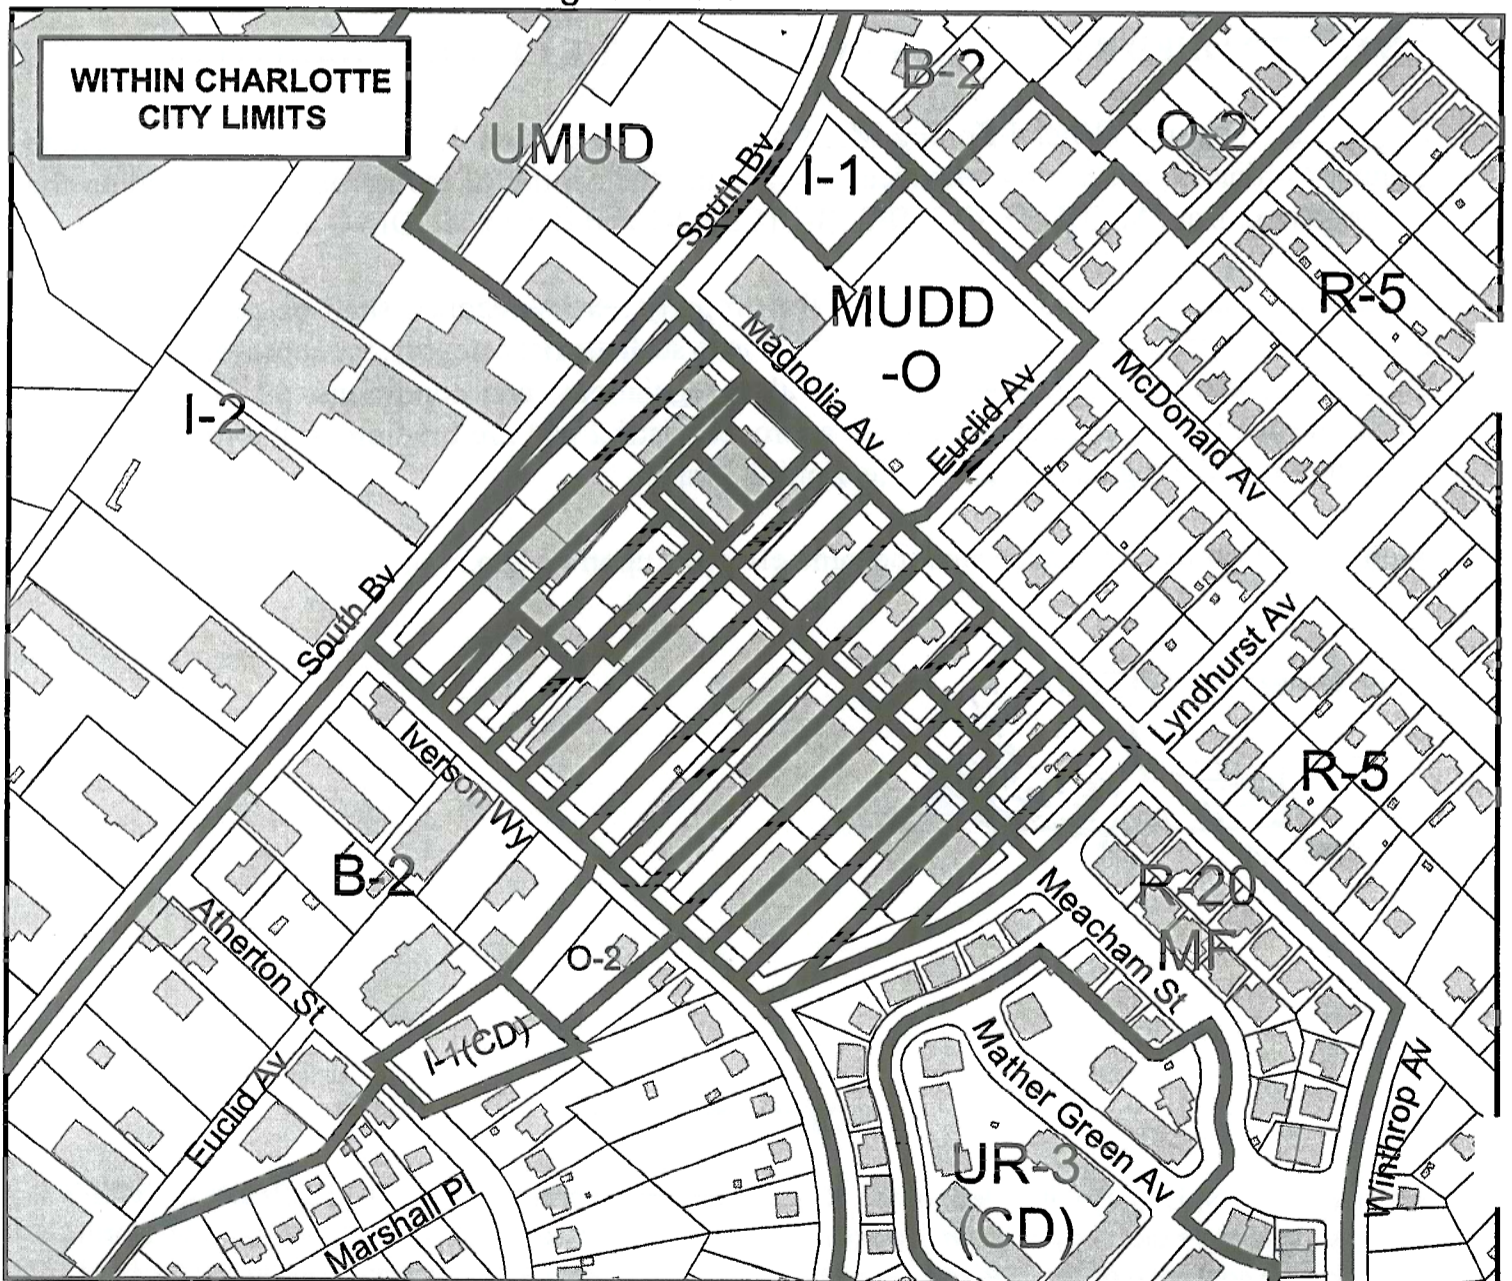 WITHIN CHARLOTTE
CITY LIMITS
UMUD
B-2
O-2
South Bv
I-1
R-5
MUDD
-O
Magnolia Av
Euclid Av
McDonald Av
I-2
South Bv
Lyndhurst Av
R-5
Iverson Wy
B-2
R-20
MF
Meacham St
Atherton St
O-2
I-1(CD)
Mather Green Av
Euclid Av
Winthrop Av
UR-3
(CD)
Marshall Pl